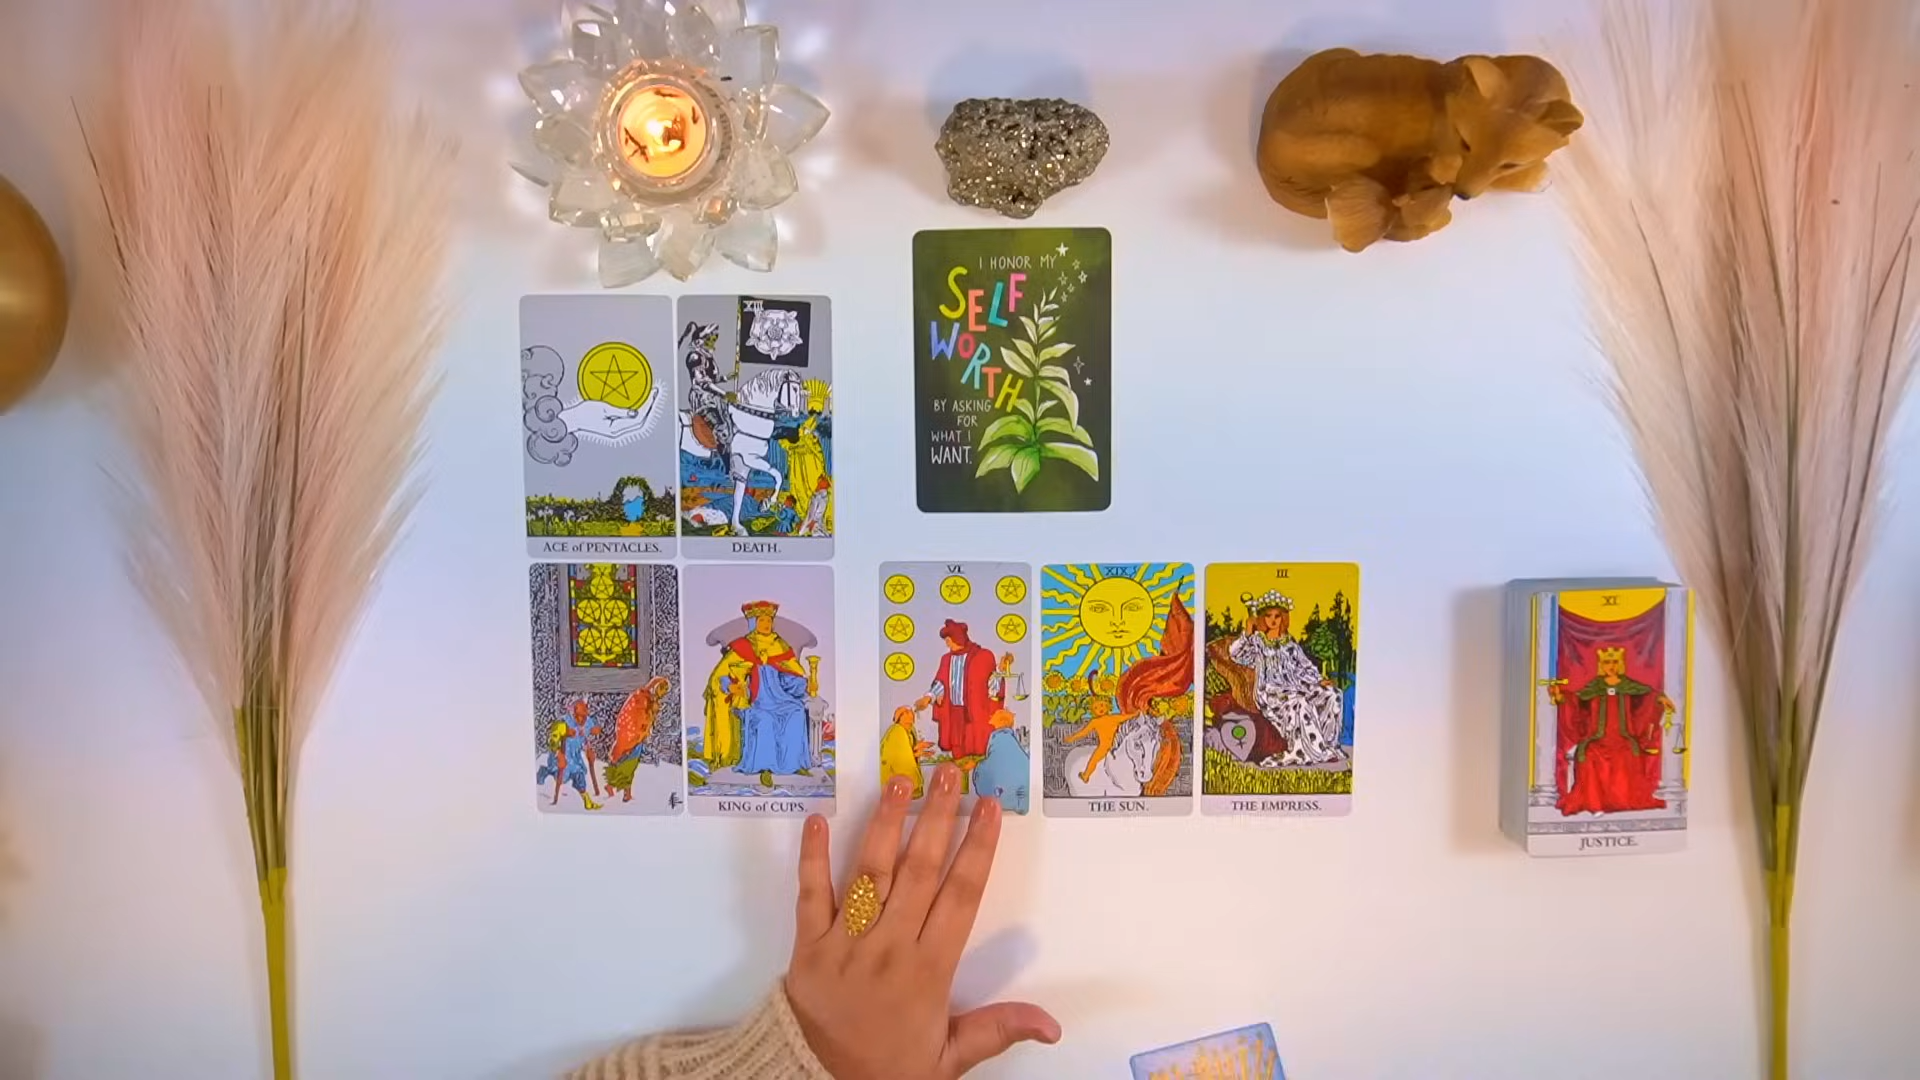 I HONOR MY
SELF
WORTH
BY ASKING
FOR
WHAT I
WANT.
XIII
ACE of PENTACLES.
DEATH.
KING of CUPS.
VI
XIX
THE SUN.
III
THE EMPRESS.
XI
JUSTICE.